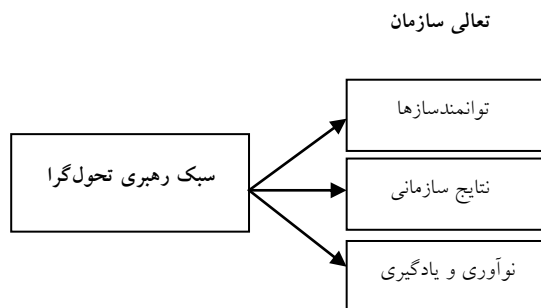 تعالی سازمان
توانمندسازها
سبک رهبری تحول‌گرا
نتایج سازمانی
نوآوری و یادگیری